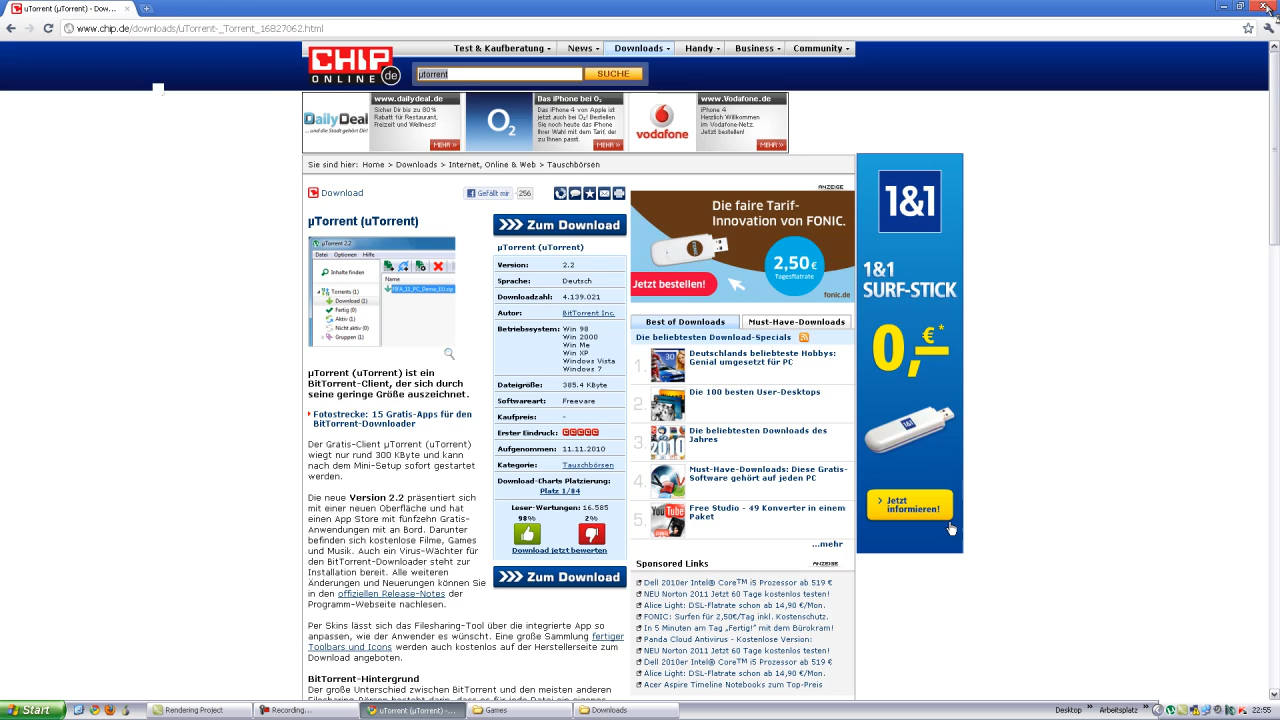 uTorrent (µTorrent) - Dow...
www.chip.de/downloads/uTorrent-_Torrent_16827062.html
Test & Kaufberatung
News
Downloads
Handy
Business
Community
CHIP
ONLINE de
µtorrent
SUCHE
DailyDeal
... und die Stadt gehört Dir!
www.dailydeal.de
Sicher Dir bis zu 80%
Rabatt für Restaurant,
Freizeit und Wellness!
MEHR »
O2
Das iPhone bei O2!
Das iPhone 4 von Apple ist
jetzt auch bei O2! Bestellen
Sie noch heute das iPhone
Ihrer Wahl mit dem Tarif, der
zu Ihnen passt.
MEHR »
vodafone
www.Vodafone.de
iPhone 4
Herzlich Willkommen
im Vodafone-Netz.
Jetzt bestellen!
MEHR »
Sie sind hier: Home > Downloads > Internet, Online & Web > Tauschbörsen
Download
Gefällt mir
256
µTorrent (uTorrent)
µTorrent 2.2
Datei Optionen Hilfe
Inhalte finden
Name
Torrents (1)
FIFA_11_PC_Demo_EU.zip
Download (1)
Fertig (0)
Aktiv (1)
Nicht aktiv (0)
Gruppen (1)
µTorrent (uTorrent) ist ein
BitTorrent-Client, der sich durch
seine geringe Größe auszeichnet.
Fotostrecke: 15 Gratis-Apps für den
BitTorrent-Downloader
Der Gratis-Client µTorrent (uTorrent)
wiegt nur rund 300 KByte und kann
nach dem Mini-Setup sofort gestartet
werden.
Die neue Version 2.2 präsentiert sich
mit einer neuen Oberfläche und hat
einen App Store mit fünfzehn Gratis-
Anwendungen mit an Bord. Darunter
befinden sich kostenlose Filme, Games
und Musik. Auch ein Virus-Wächter für
den BitTorrent-Downloader steht zur
Installation bereit. Alle weiteren
Änderungen und Neuerungen können Sie
in den offiziellen Release-Notes der
Programm-Webseite nachlesen.
Per Skins lässt sich das Filesharing-Tool über die integrierte App so
anpassen, wie der Anwender es wünscht. Eine große Sammlung fertiger
Toolbars und Icons werden auch kostenlos auf der Herstellerseite zum
Download angeboten.
BitTorrent-Hintergrund
Der große Unterschied zwischen BitTorrent und den meisten anderen
Zum Download
µTorrent (uTorrent)
Version: 2.2
Sprache: Deutsch
Downloadzahl: 4.139.021
Autor: BitTorrent Inc.
Betriebssystem: Win 98
Win 2000
Win Me
Win XP
Windows Vista
Windows 7
Dateigröße: 385.4 KByte
Softwareart: Freeware
Kaufpreis: -
Erster Eindruck:
Aufgenommen: 11.11.2010
Kategorie: Tauschbörsen
Download-Charts Platzierung:
Platz 1/84
Leser-Wertungen: 16.585
98% 2%
Download jetzt bewerten
Zum Download
ANZEIGE
Die faire Tarif-
Innovation von FONIC.
2,50€
Tagesflatrate
Jetzt bestellen!
fonic.de
Best of Downloads
Must-Have-Downloads
Die beliebtesten Download-Specials
1. Deutschlands beliebteste Hobbys:
Genial umgesetzt für PC
2. Die 100 besten User-Desktops
3. Die beliebtesten Downloads des
Jahres
4. Must-Have-Downloads: Diese Gratis-
Software gehört auf jeden PC
5. Free Studio - 49 Konverter in einem
Paket
...mehr
Sponsored Links
ANZEIGE
Dell 2010er Intel® Core™ i5 Prozessor ab 519 €
NEU Norton 2011 Jetzt 60 Tage kostenlos testen!
Alice Light: DSL-Flatrate schon ab 14,90 €/Mon.
FONIC: Surfen für 2,50€/Tag inkl. Kostenschutz.
In 5 Minuten am Tag „Fertig!“ mit dem Bürokram!
Panda Cloud Antivirus - Kostenlose Version:
NEU Norton 2011 Jetzt 60 Tage kostenlos testen!
Dell 2010er Intel® Core™ i5 Prozessor ab 519 €
Alice Light: DSL-Flatrate schon ab 14,90 €/Mon.
Acer Aspire Timeline Notebooks zum Top-Preis
1&1
1&1
SURF-STICK
0,– €*
Jetzt
informieren!
Start
Rendering Project
Recording...
uTorrent (µTorrent) -...
Games
Downloads
Desktop
Arbeitsplatz
22:55